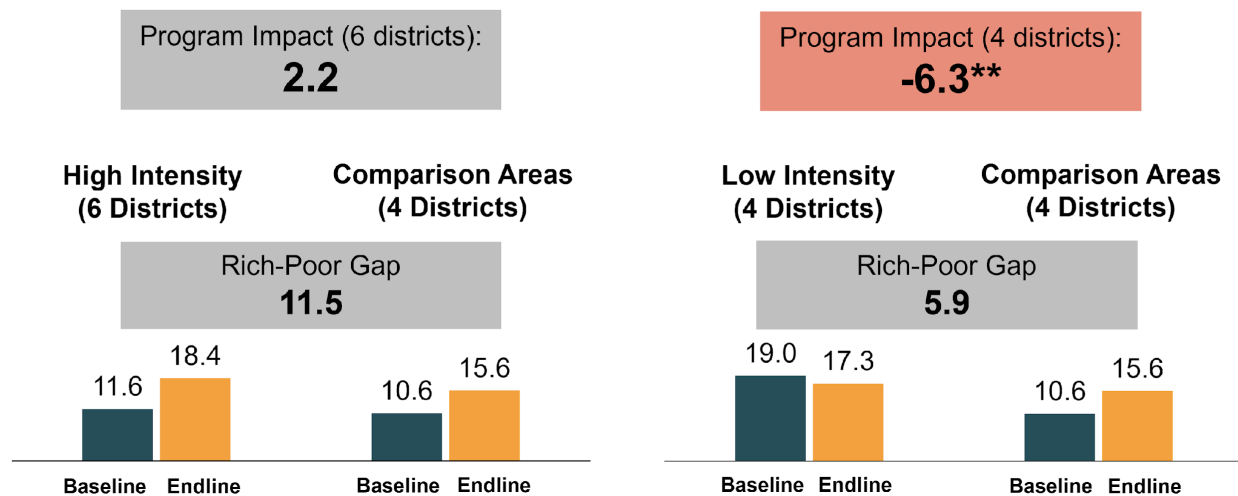 Program Impact (6 districts):
2.2
High Intensity
(6 Districts)
Comparison Areas
(4 Districts)
Rich-Poor Gap
11.5
11.6
18.4
10.6
15.6
Baseline
Endline
Baseline
Endline
Program Impact (4 districts):
-6.3**
Low Intensity
(4 Districts)
Comparison Areas
(4 Districts)
Rich-Poor Gap
5.9
19.0
17.3
10.6
15.6
Baseline
Endline
Baseline
Endline